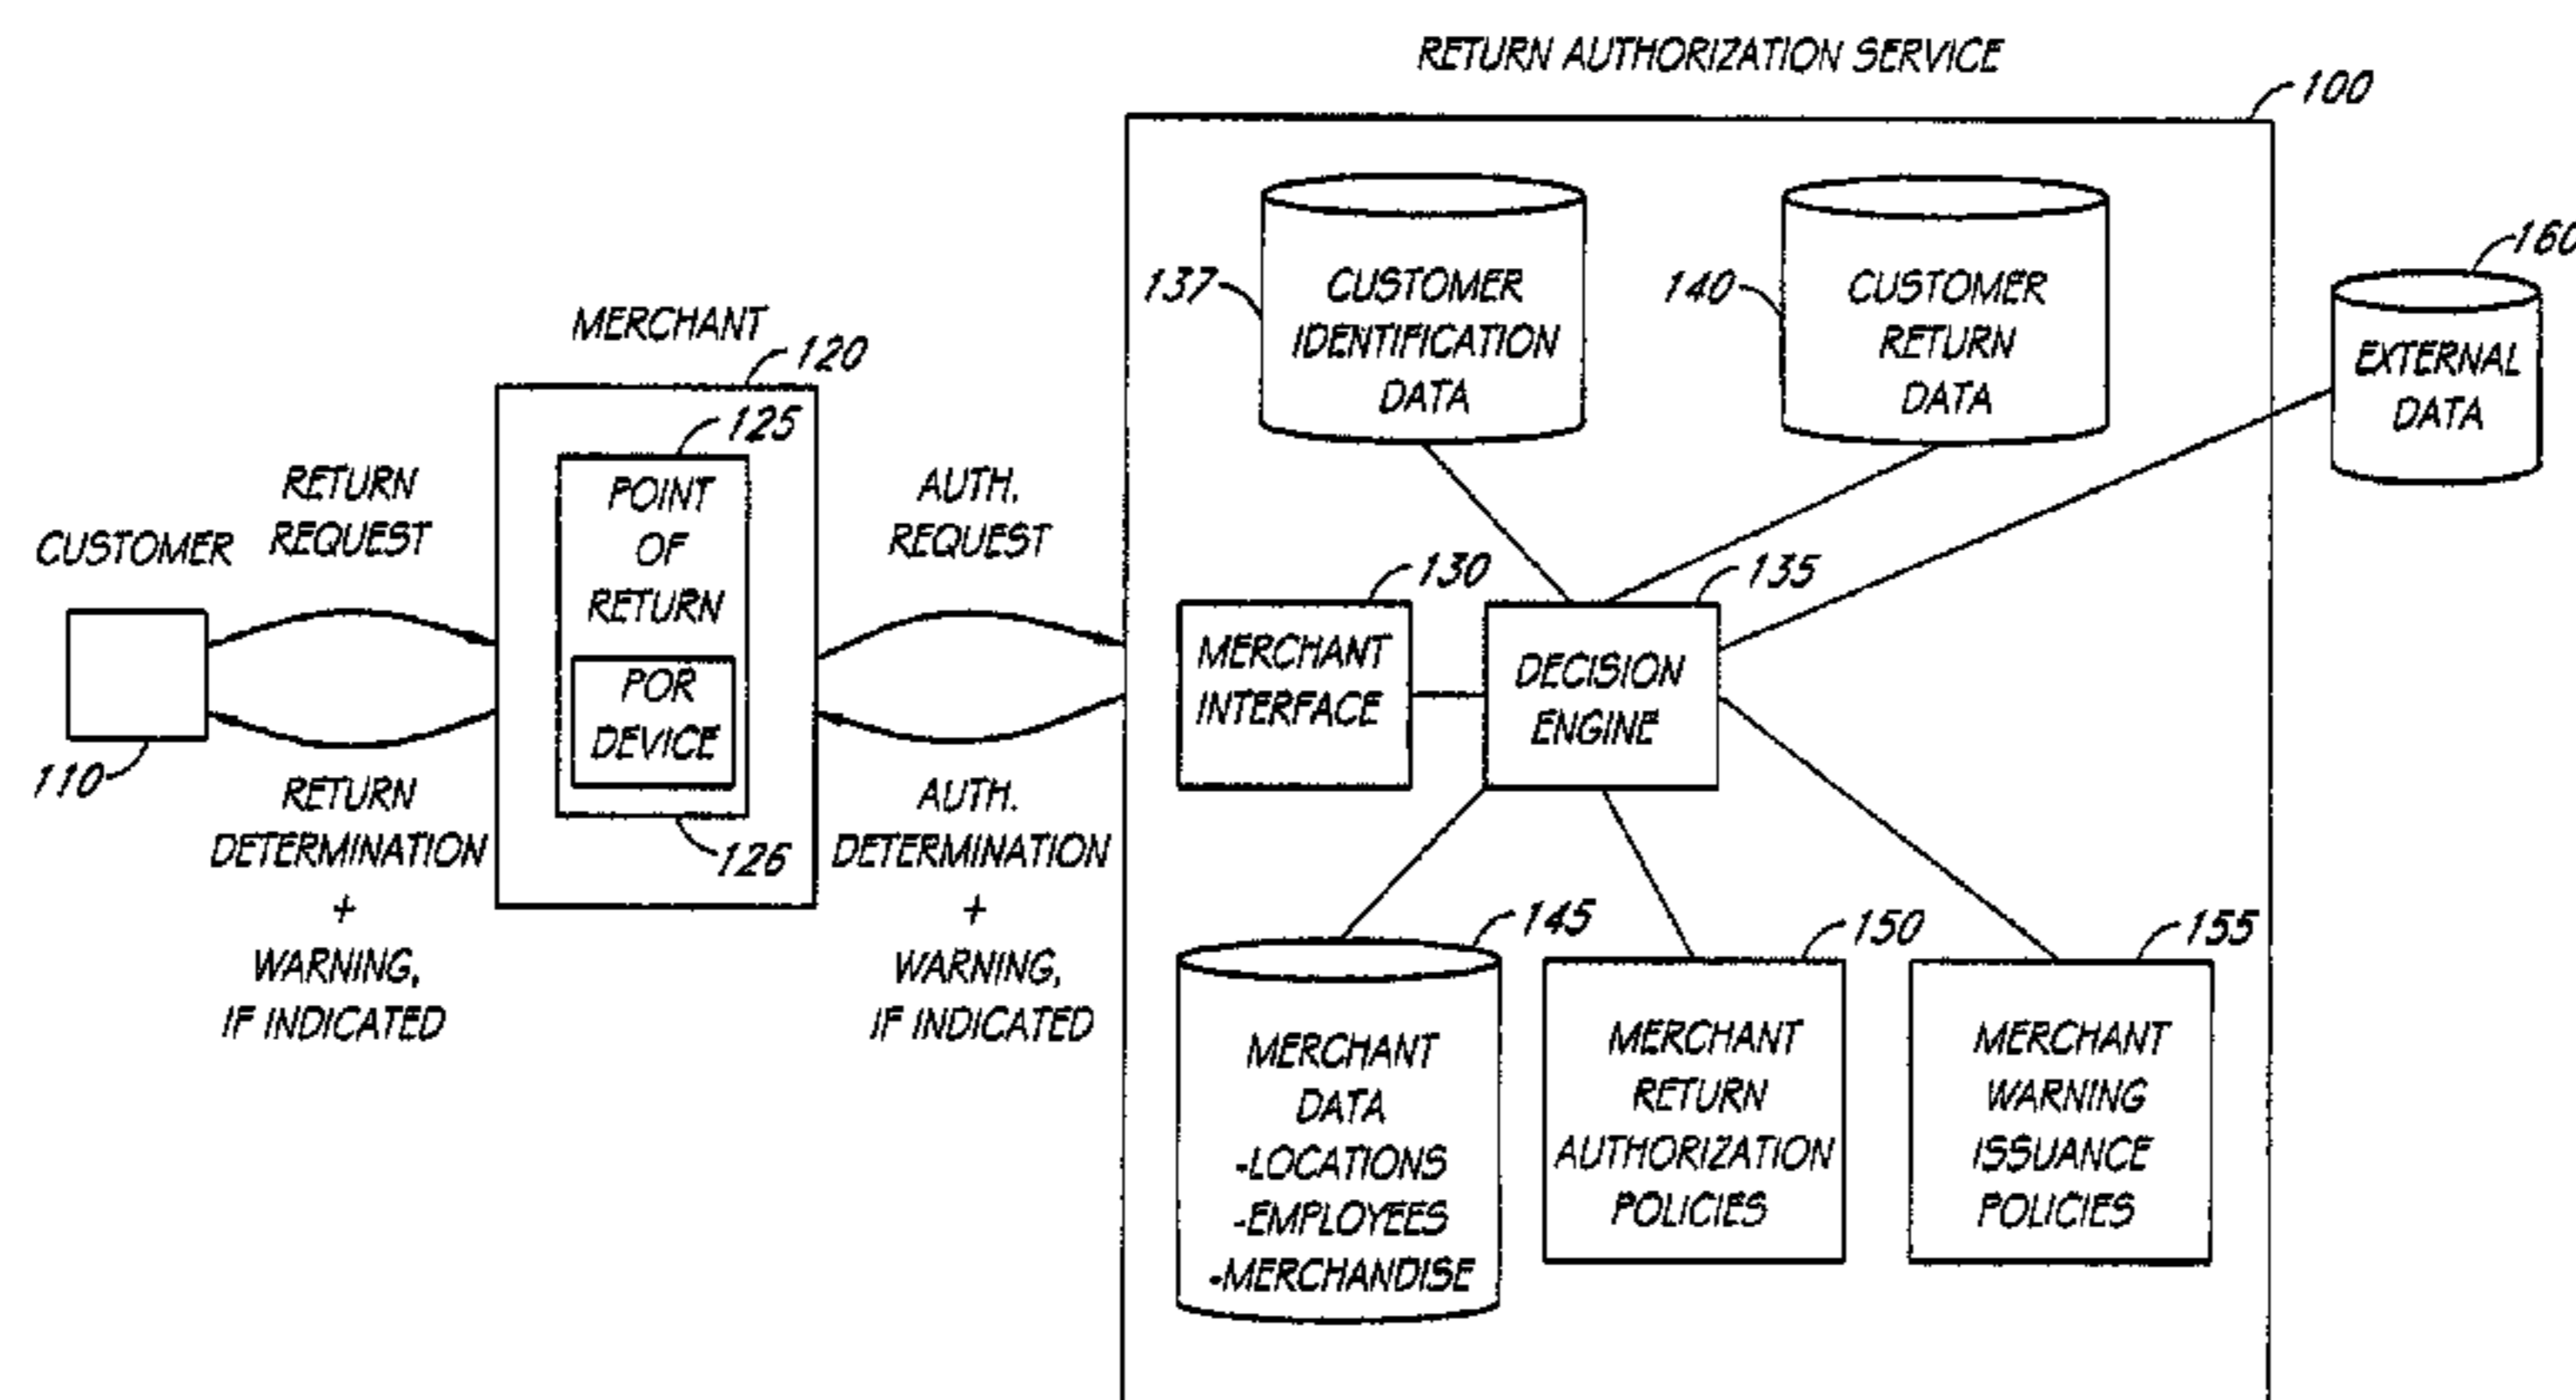 RETURN AUTHORIZATION SERVICE
100
137
CUSTOMER
IDENTIFICATION
DATA
140
CUSTOMER
RETURN
DATA
160
EXTERNAL
DATA
MERCHANT
120
125
POINT
OF
RETURN
POR
DEVICE
126
CUSTOMER
110
RETURN
REQUEST
RETURN
DETERMINATION
+
WARNING,
IF INDICATED
AUTH.
REQUEST
AUTH.
DETERMINATION
+
WARNING,
IF INDICATED
130
MERCHANT
INTERFACE
135
DECISION
ENGINE
145
MERCHANT
DATA
-LOCATIONS
-EMPLOYEES
-MERCHANDISE
150
MERCHANT
RETURN
AUTHORIZATION
POLICIES
155
MERCHANT
WARNING
ISSUANCE
POLICIES